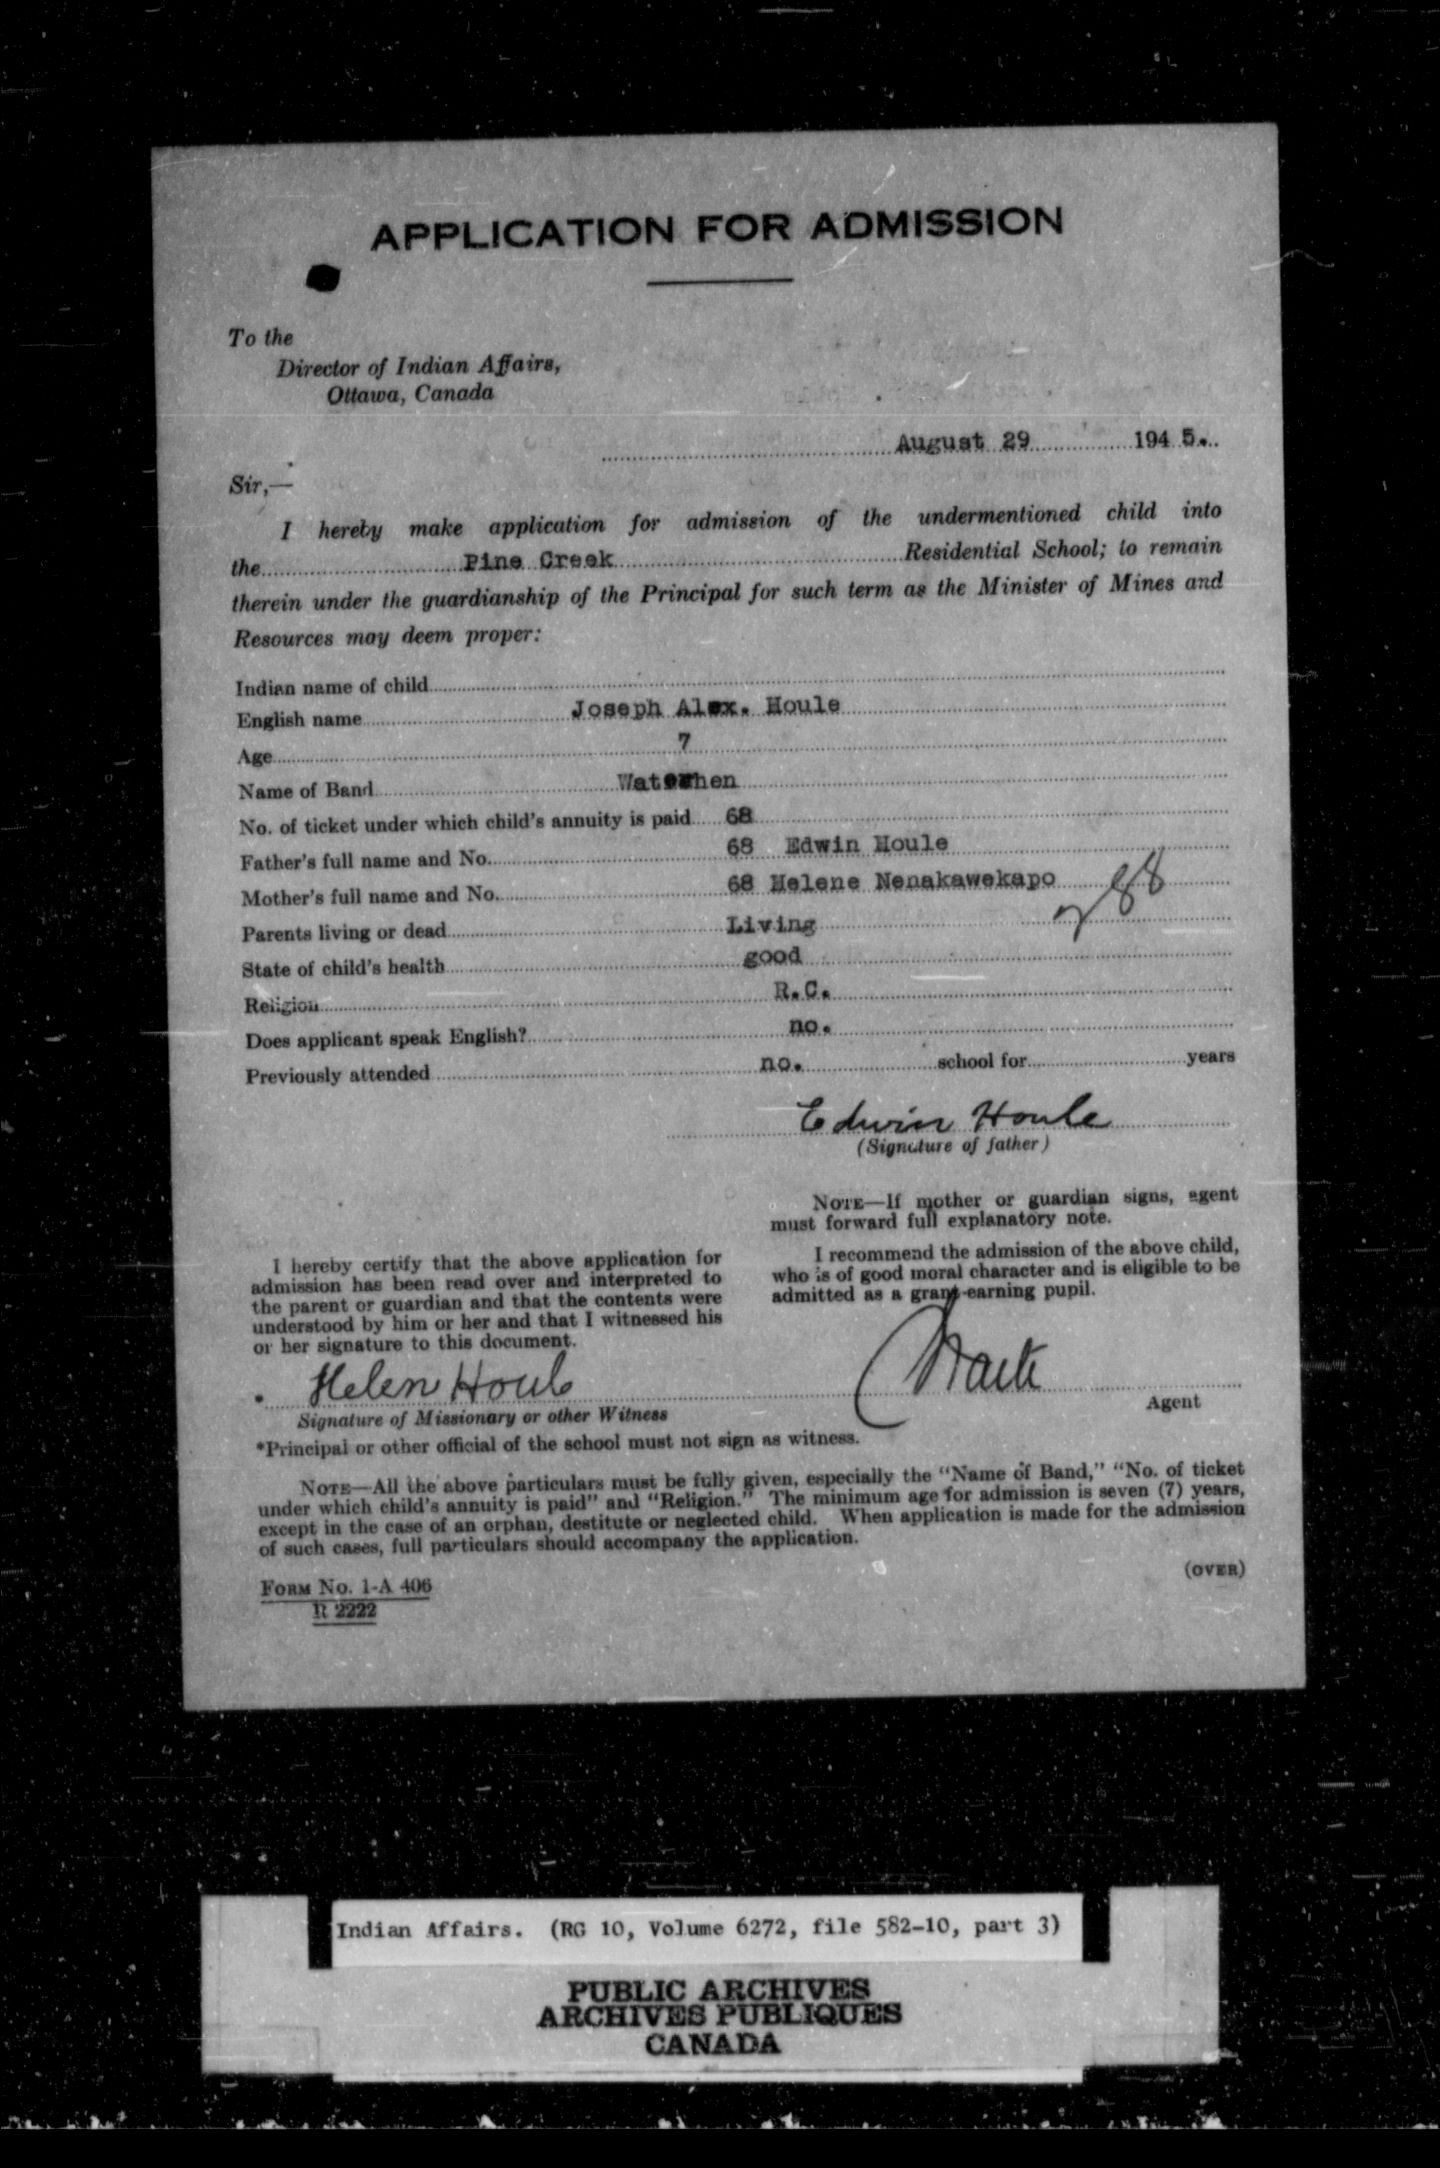 APPLICATION FOR ADMISSION
To the
Director of Indian Affairs,
Ottawa, Canada
August 29 194 5.
Sir,—
I hereby make application for admission of the undermentioned child into
the Pine Creek Residential School; to remain
therein under the guardianship of the Principal for such term as the Minister of Mines and
Resources may deem proper:
Indian name of child
English name Joseph Alex. Houle
Age 7
Name of Band Waterhen
No. of ticket under which child's annuity is paid 68
Father's full name and No. 68 Edwin Houle
Mother's full name and No. 68 Helene Nenakawekapo
Parents living or dead Living
State of child's health good
Religion R.C.
Does applicant speak English? no.
Previously attended no. school for years
Edwin Houle
(Signature of father)
NOTE—If mother or guardian signs, agent
must forward full explanatory note.
I hereby certify that the above application for
admission has been read over and interpreted to
the parent or guardian and that the contents were
understood by him or her and that I witnessed his
or her signature to this document.
I recommend the admission of the above child,
who is of good moral character and is eligible to be
admitted as a grant-earning pupil.
Helen Houle
Signature of Missionary or other Witness
Agent
*Principal or other official of the school must not sign as witness.
NOTE—All the above particulars must be fully given, especially the "Name of Band," "No. of ticket
under which child's annuity is paid" and "Religion." The minimum age for admission is seven (7) years,
except in the case of an orphan, destitute or neglected child. When application is made for the admission
of such cases, full particulars should accompany the application.
(OVER)
FORM No. 1-A 406
R 2222
Indian Affairs. (RG 10, Volume 6272, file 582-10, part 3)
PUBLIC ARCHIVES
ARCHIVES PUBLIQUES
CANADA